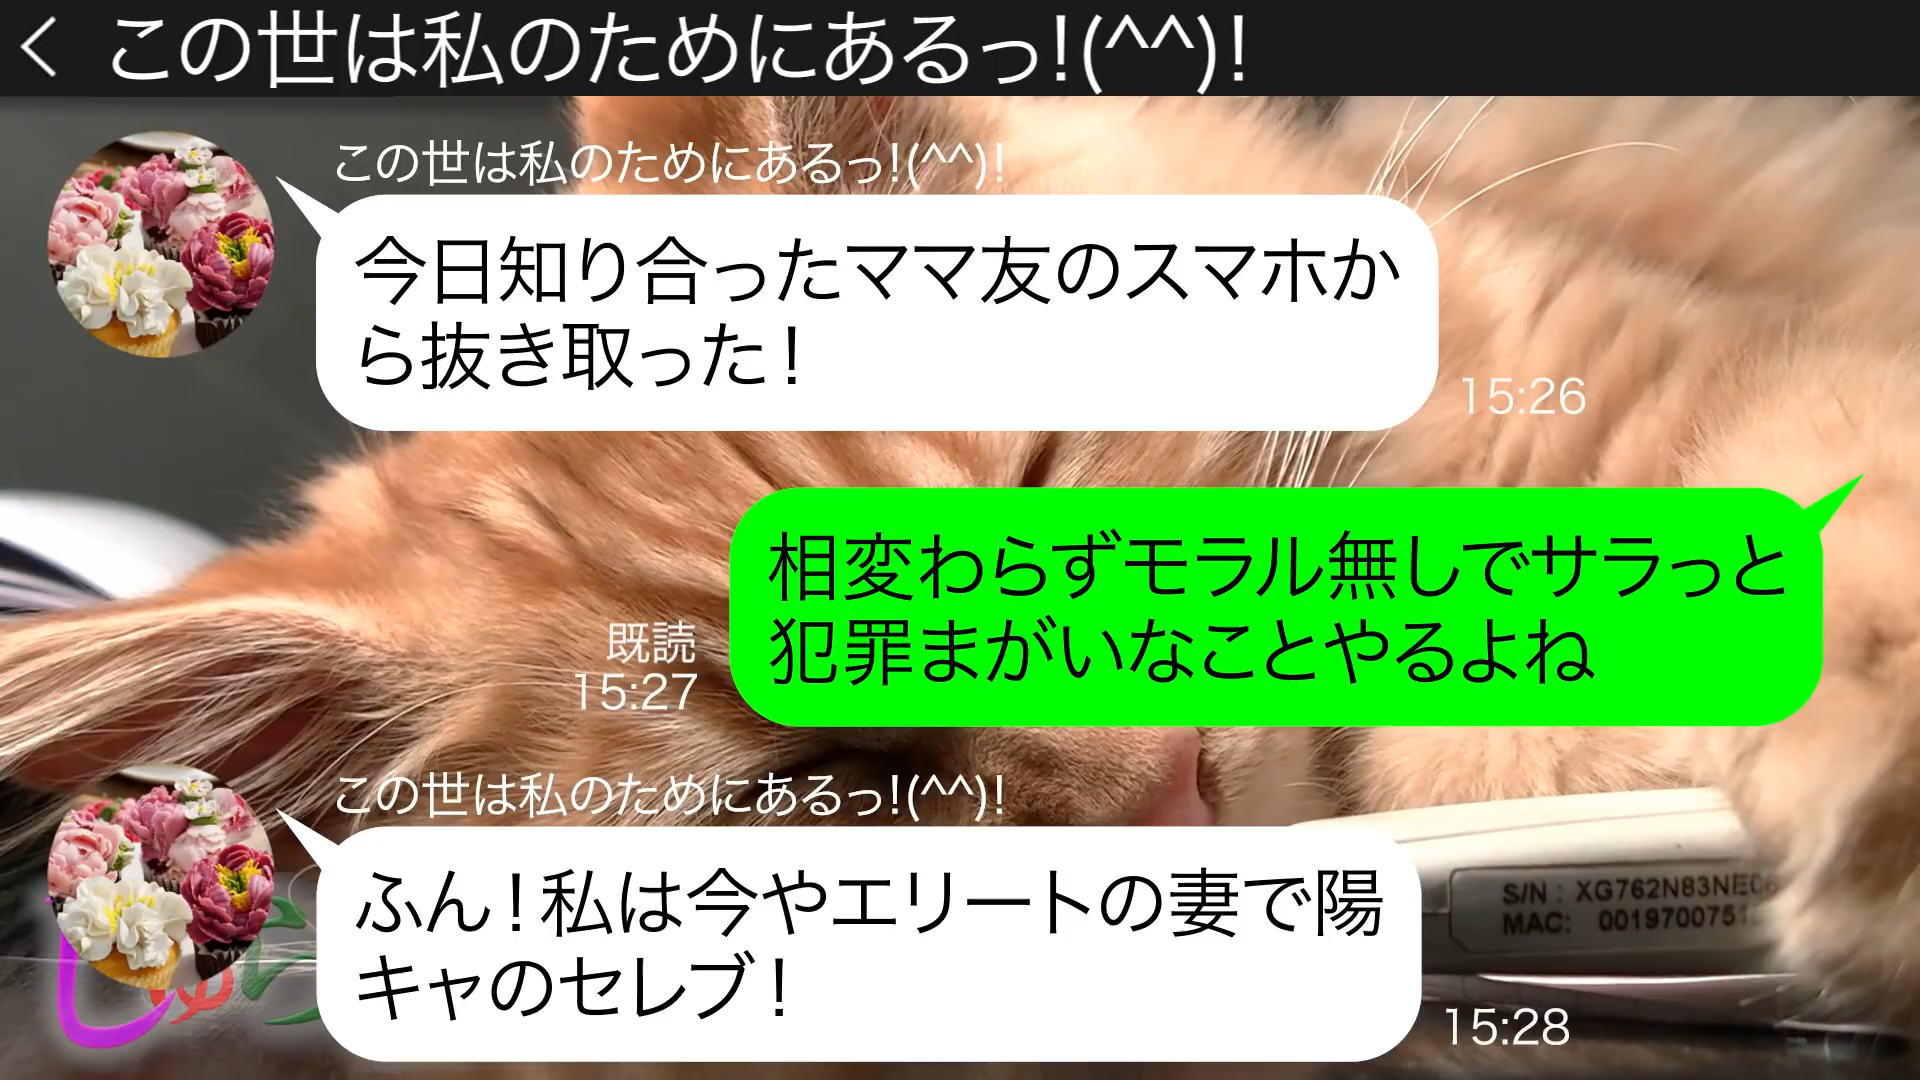 この世は私のためにあるっ!(^^)!
この世は私のためにあるっ!(^^)!
今日知り合ったママ友のスマホか
ら抜き取った！
15:26
相変わらずモラル無しでサラっと
犯罪まがいなことやるよね
既読
15:27
この世は私のためにあるっ!(^^)!
ふん！私は今やエリートの妻で陽
キャのセレブ！
15:28
S/N : XG762N83NE
MAC: 001970075